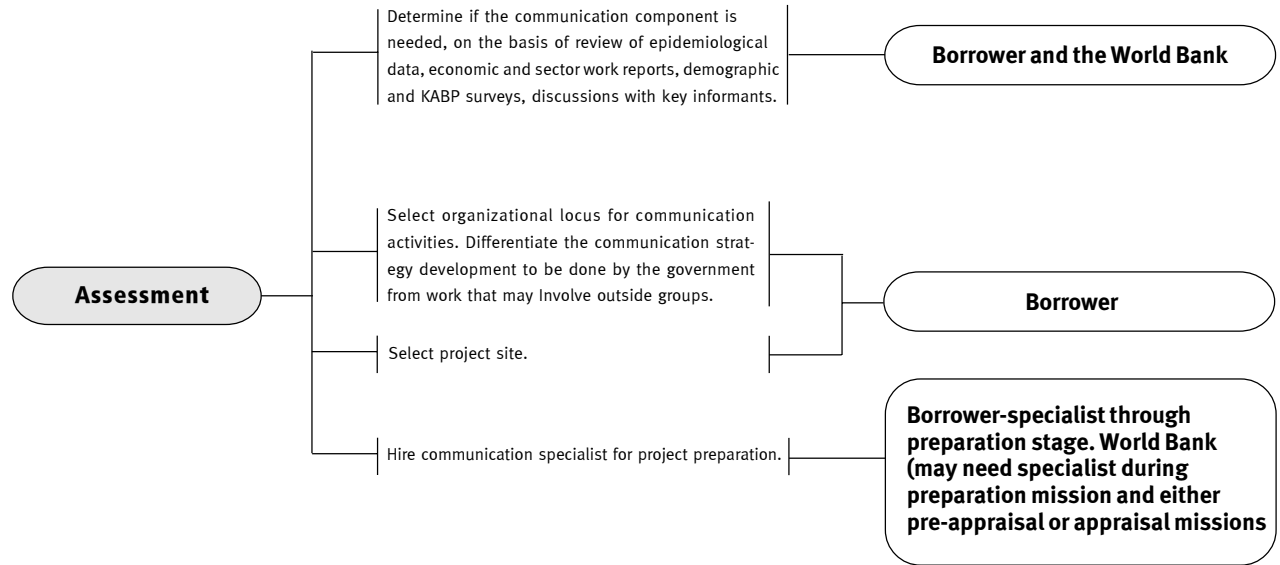 Determine if the communication component is
needed, on the basis of review of epidemiological
data, economic and sector work reports, demographic
and KABP surveys, discussions with key informants.
Borrower and the World Bank
Select organizational locus for communication
activities. Differentiate the communication strat-
egy development to be done by the government
from work that may Involve outside groups.
Assessment
Borrower
Select project site.
Hire communication specialist for project preparation.
Borrower-specialist through
preparation stage. World Bank
(may need specialist during
preparation mission and either
pre-appraisal or appraisal missions